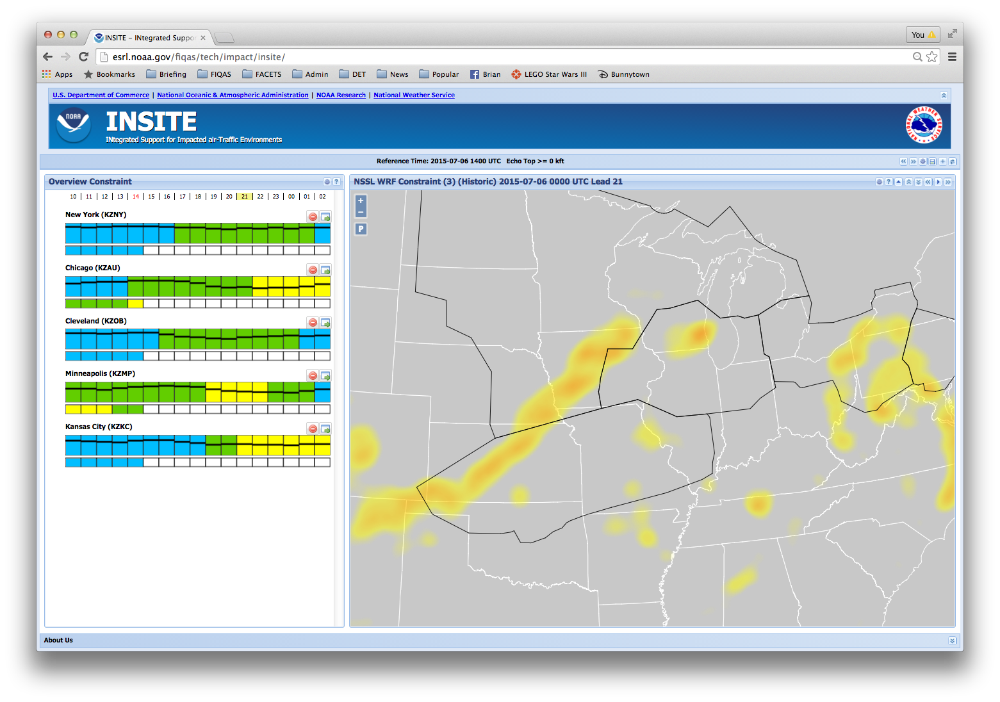 INSITE – INtegrated Suppo
You
esrl.noaa.gov/fiqas/tech/impact/insite/
Apps Bookmarks Briefing FIQAS FACETS Admin DET News Popular Brian LEGO Star Wars III Bunnytown
U.S. Department of Commerce | National Oceanic & Atmospheric Administration | NOAA Research | National Weather Service
NOAA
INSITE
INtegrated Support for Impacted air-Traffic Environments
NATIONAL WEATHER SERVICE
Reference Time: 2015-07-06 1400 UTC Echo Top >= 0 kft
Overview Constraint
NSSL WRF Constraint (3) (Historic) 2015-07-06 0000 UTC Lead 21
10 | 11 | 12 | 13 | 14 | 15 | 16 | 17 | 18 | 19 | 20 | 21 | 22 | 23 | 00 | 01 | 02
P
New York (KZNY)
Chicago (KZAU)
Cleveland (KZOB)
Minneapolis (KZMP)
Kansas City (KZKC)
About Us